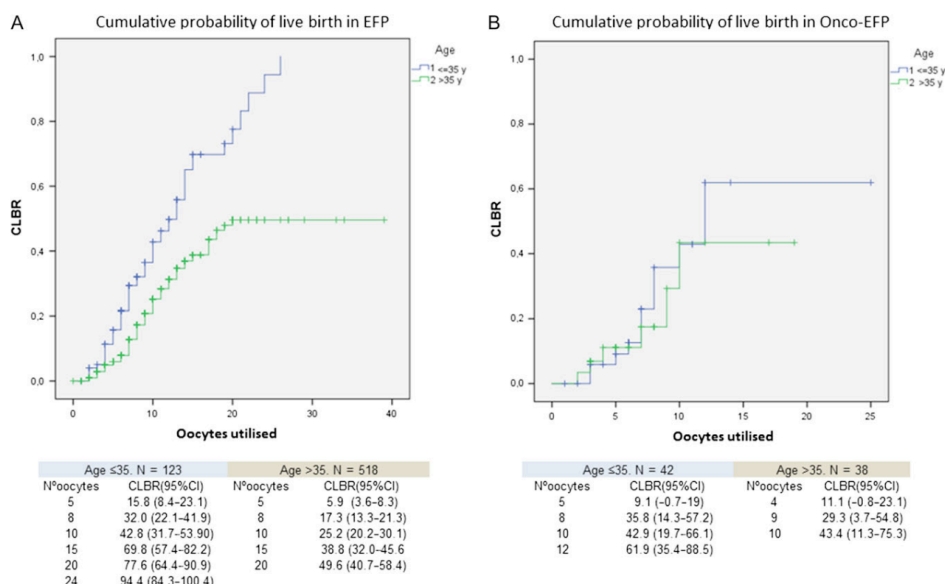 A
Cumulative probability of live birth in EFP
Age
1 <=35 y
2 >35 y
CLBR
1,0
0,8
0,6
0,4
0,2
0,0
0 10 20 30 40
Oocytes utilised
Age ≤35. N = 123 Age >35. N = 518
Nºoocytes CLBR(95%CI) Nºoocytes CLBR(95%CI)
5 15.8 (8.4–23.1) 5 5.9 (3.6–8.3)
8 32.0 (22.1–41.9) 8 17.3 (13.3–21.3)
10 42.8 (31.7–53.90) 10 25.2 (20.2–30.1)
15 69.8 (57.4–82.2) 15 38.8 (32.0–45.6
20 77.6 (64.4–90.9) 20 49.6 (40.7–58.4)
24 94.4 (84.3–100.4)
B
Cumulative probability of live birth in Onco-EFP
Age
1 <=35 y
2 >35 y
CLBR
1,0
0,8
0,6
0,4
0,2
0,0
0 5 10 15 20 25
Oocytes utilised
Age ≤35. N = 42 Age >35. N = 38
Nºoocytes CLBR(95%CI) Nºoocytes CLBR(95%CI)
5 9.1 (–0.7–19) 4 11.1 (–0.8–23.1)
8 35.8 (14.3–57.2) 9 29.3 (3.7–54.8)
10 42.9 (19.7–66.1) 10 43.4 (11.3–75.3)
12 61.9 (35.4–88.5)